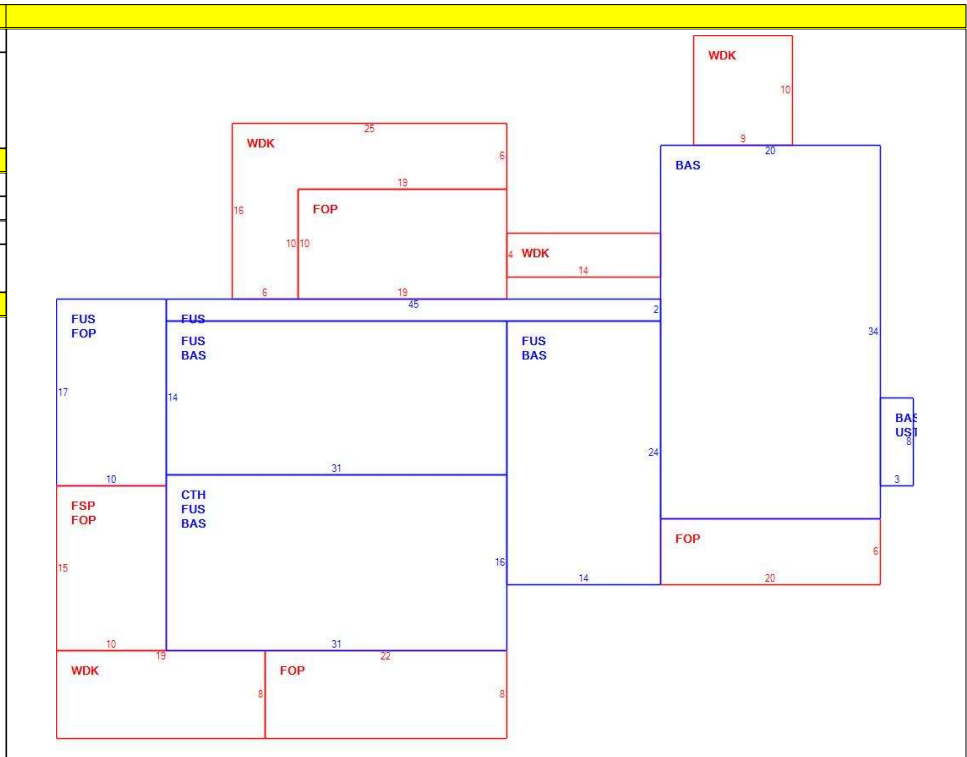 WDK
10
9
20
25
WDK
6
BAS
19
16
FOP
10 10
4 WDK
14
6
19
45
2
FUS
FOP
FUS
FUS
BAS
FUS
BAS
34
17
14
24
BAS
UST
8
31
10
3
CTH
FUS
BAS
FSP
FOP
FOP
6
16
15
14
20
10
31
19
22
WDK
FOP
8
8